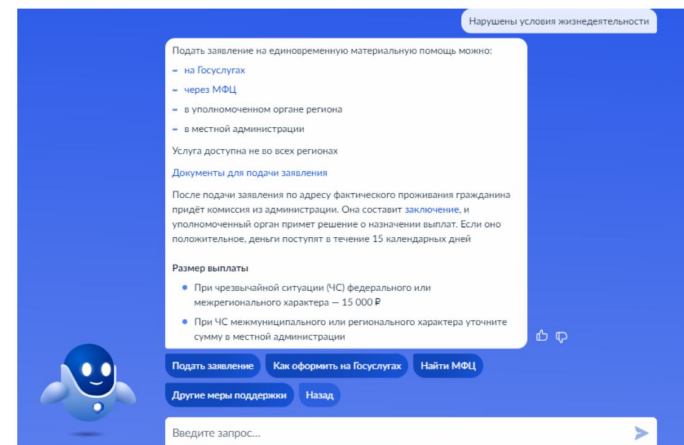 Нарушены условия жизнедеятельности
Подать заявление на единовременную материальную помощь можно:
– на Госуслугах
– через МФЦ
– в уполномоченном органе региона
– в местной администрации
Услуга доступна не во всех регионах
Документы для подачи заявления
После подачи заявления по адресу фактического проживания гражданина
придёт комиссия из администрации. Она составит заключение, и
уполномоченный орган примет решение о назначении выплат. Если оно
положительное, деньги поступят в течение 15 календарных дней
Размер выплаты
• При чрезвычайной ситуации (ЧС) федерального или
межрегионального характера — 15 000 ₽
• При ЧС межмуниципального или регионального характера уточните
сумму в местной администрации
Подать заявление Как оформить на Госуслугах Найти МФЦ
Другие меры поддержки Назад
Введите запрос...